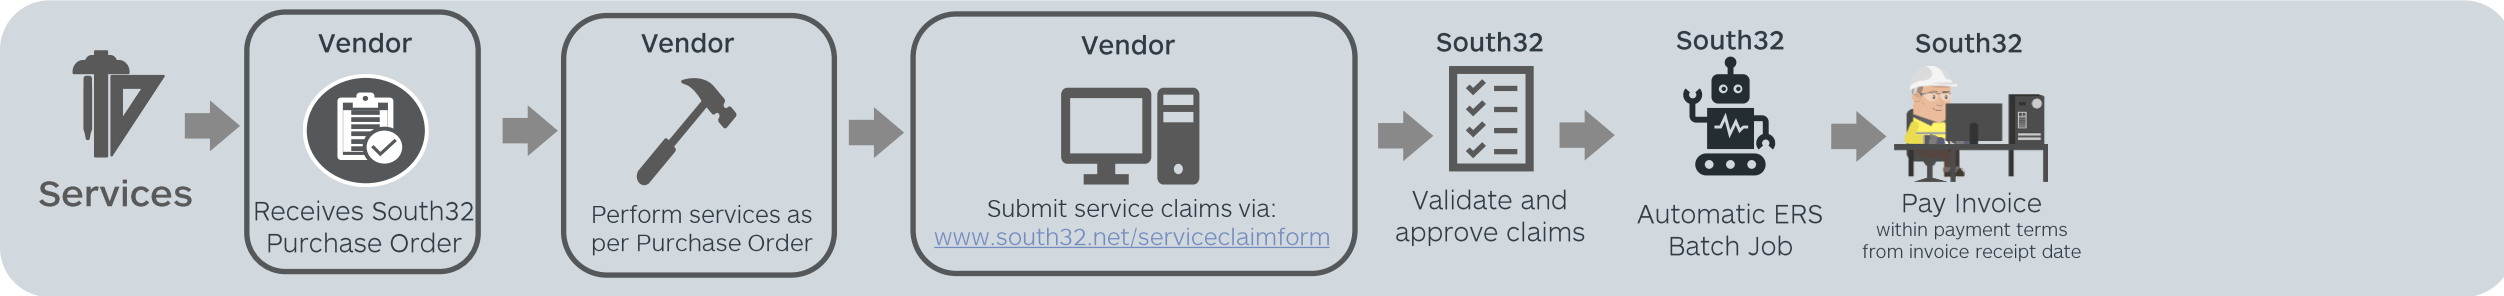 Services
Vendor
Receives South32
Purchase Order
Vendor
Perform services as
per Purchase Order
Vendor
Submit service claims via:
www.south32.net/serviceclaimform
South32
Validate and
approve claims
South32
Automatic ERS
Batch Job
South32
Pay Invoice
within payment terms
from invoice receipt date